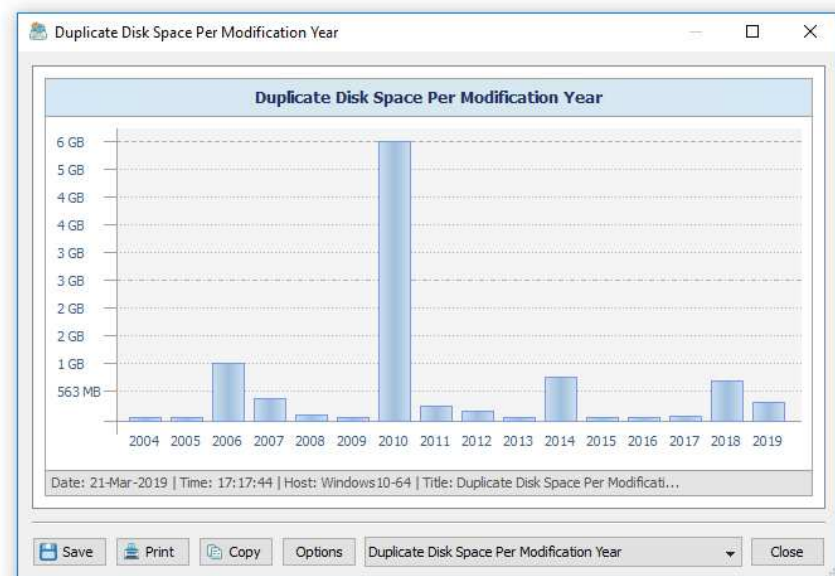 Duplicate Disk Space Per Modification Year
Duplicate Disk Space Per Modification Year
6 GB
5 GB
4 GB
4 GB
3 GB
3 GB
2 GB
2 GB
1 GB
563 MB
2004 2005 2006 2007 2008 2009 2010 2011 2012 2013 2014 2015 2016 2017 2018 2019
Date: 21-Mar-2019 | Time: 17:17:44 | Host: Windows10-64 | Title: Duplicate Disk Space Per Modificati...
Save Print Copy Options Duplicate Disk Space Per Modification Year Close